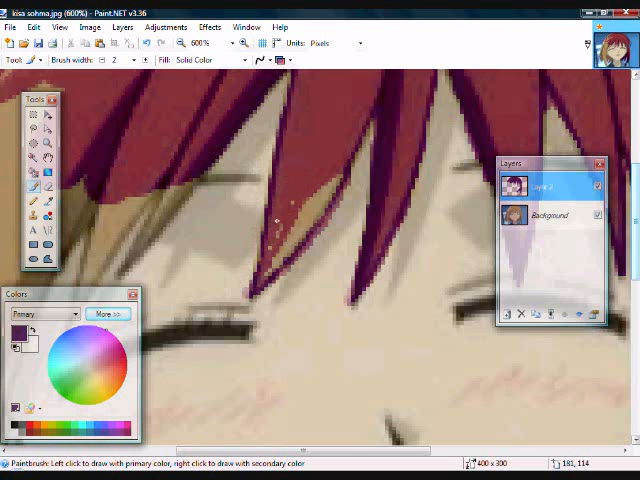 kisa sohma.jpg (600%) - Paint.NET v3.36
File Edit View Image Layers Adjustments Effects Window Help
600% Units: Pixels
Tool: Brush width: 2 Fill: Solid Color
Tools
Layers
Layer 2
Background
Colors
Primary More >>
Paintbrush: Left click to draw with primary color, right click to draw with secondary color 400 x 300 181, 114